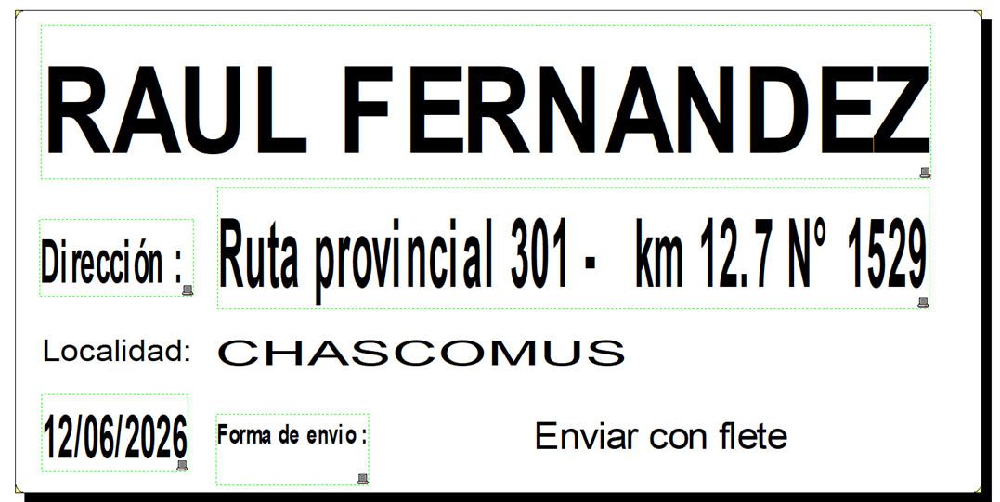 RAUL FERNANDEZ
Dirección : Ruta provincial 301 - km 12.7 N° 1529
Localidad: CHASCOMUS
12/06/2026 Forma de envio : Enviar con flete